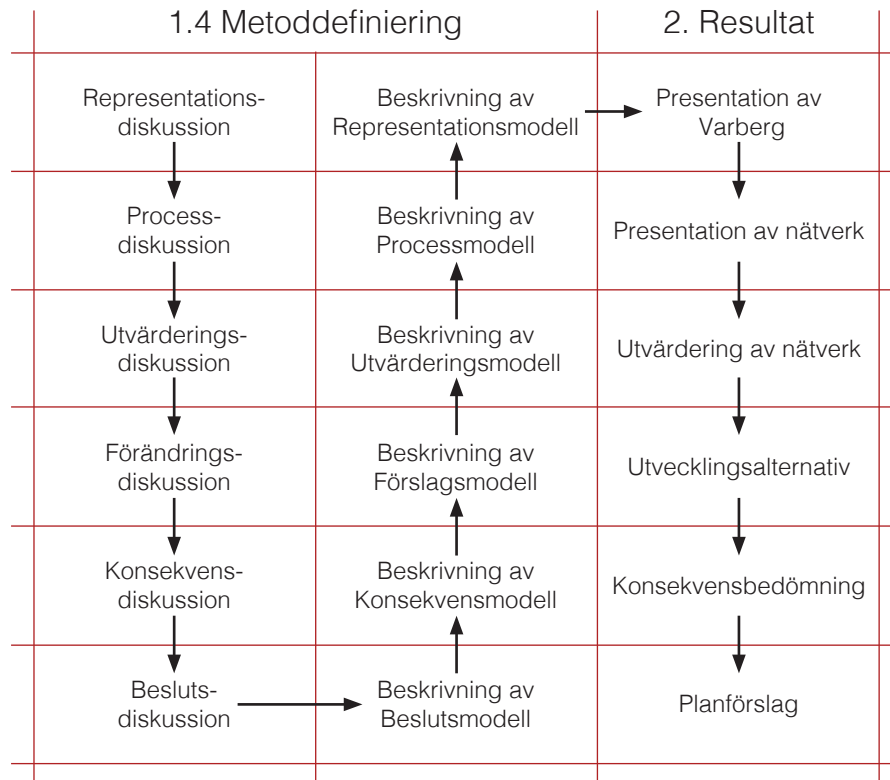 1.4 Metoddefiniering
2. Resultat
Representations-
diskussion
Beskrivning av
Representationsmodell
Presentation av
Varberg
Process-
diskussion
Beskrivning av
Processmodell
Presentation av nätverk
Utvärderings-
diskussion
Beskrivning av
Utvärderingsmodell
Utvärdering av nätverk
Förändrings-
diskussion
Beskrivning av
Förslagsmodell
Utvecklingsalternativ
Konsekvens-
diskussion
Beskrivning av
Konsekvensmodell
Konsekvensbedömning
Besluts-
diskussion
Beskrivning av
Beslutsmodell
Planförslag